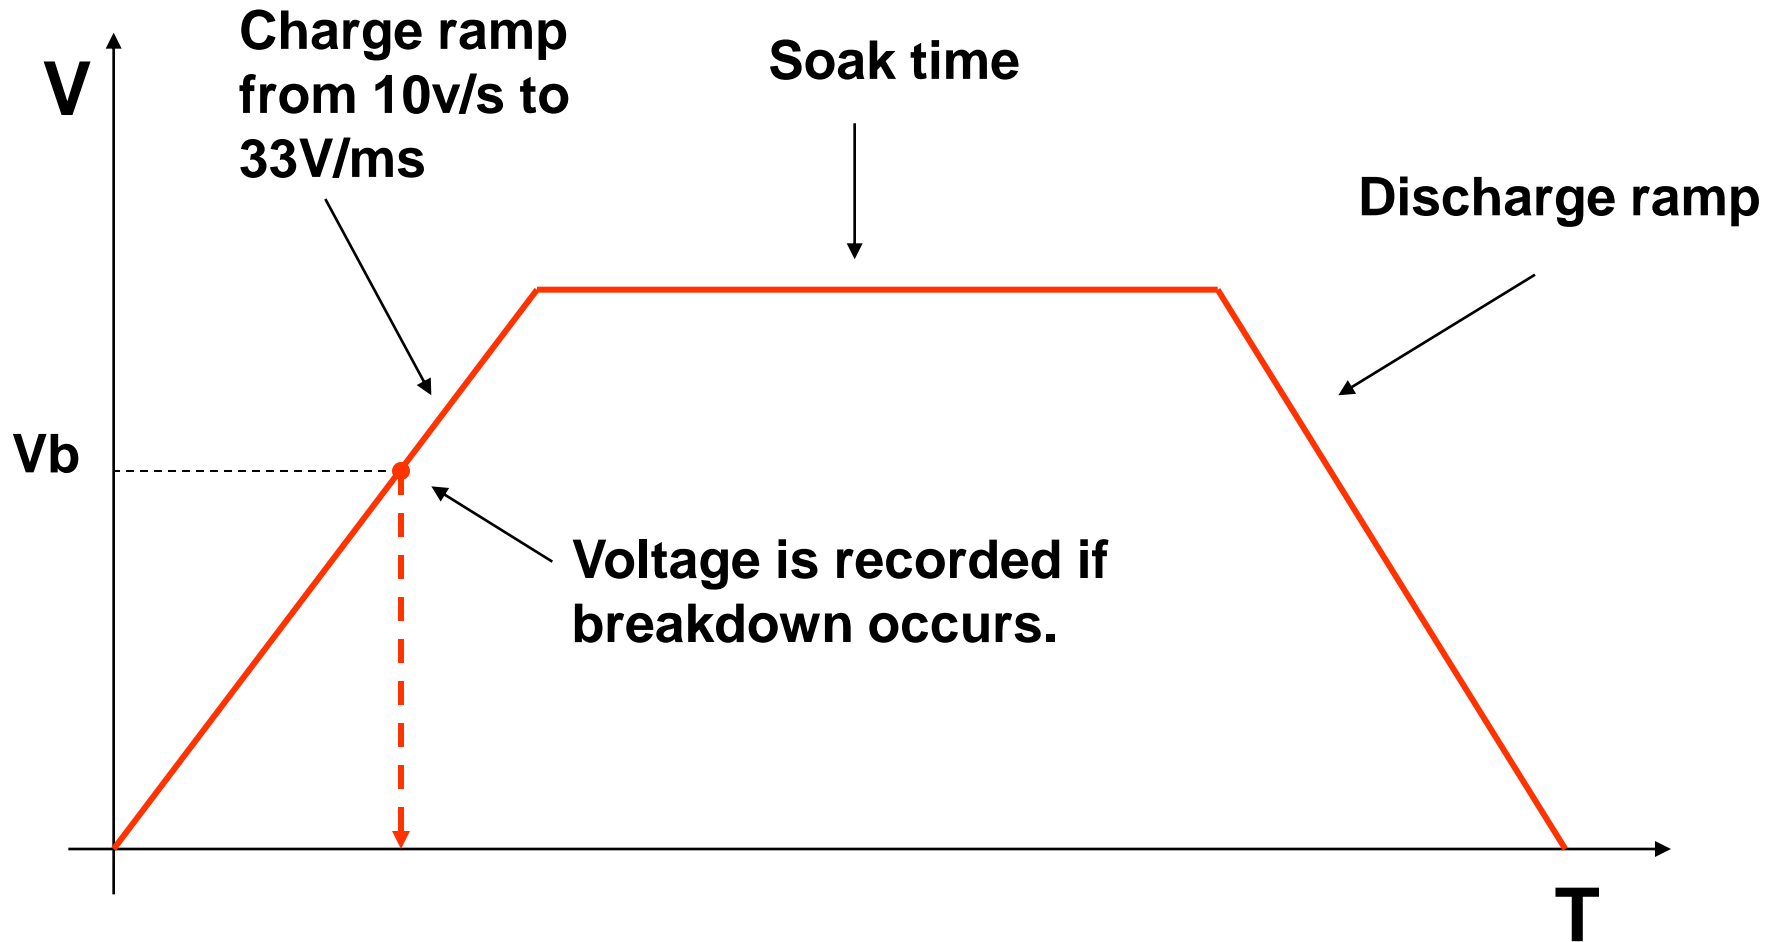 Charge ramp
from 10v/s to
33V/ms
Soak time
V
Discharge ramp
Vb
Voltage is recorded if
breakdown occurs.
T